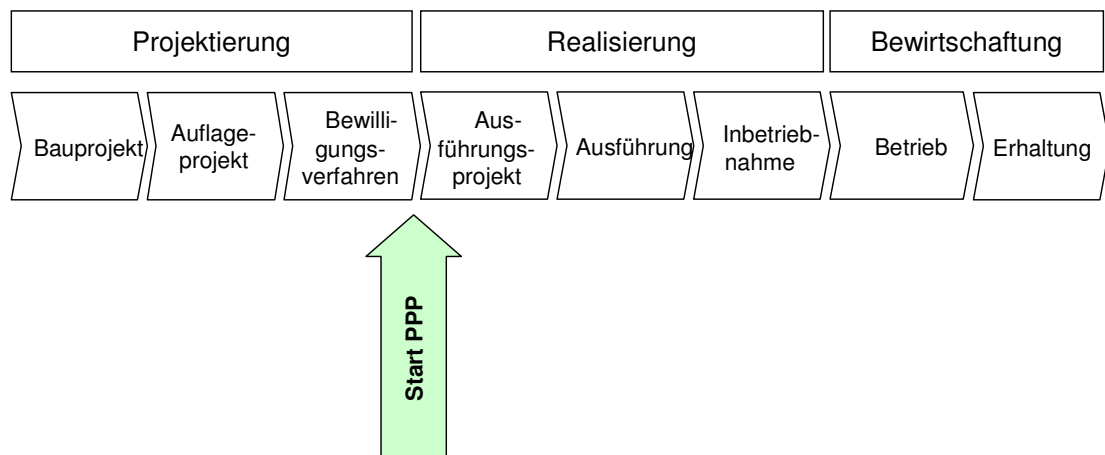 Projektierung
Realisierung
Bewirtschaftung
Bauprojekt
Auflage-
projekt
Bewilli-
gungs-
verfahren
Aus-
führungs-
projekt
Ausführung
Inbetrieb-
nahme
Betrieb
Erhaltung
Start PPP